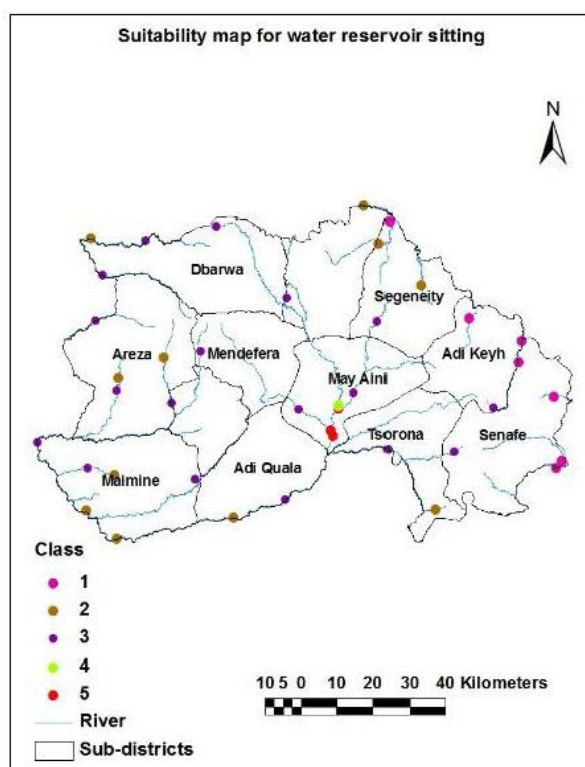 Suitability map for water reservoir sitting
N
Dbarwa
Segeneity
Areza
Mendefera
Adi Keyh
May Aini
Tsorona
Senafe
Maimine
Adi Quala
Class
1
2
3
4
5
River
Sub-districts
10 5 0 10 20 30 40 Kilometers